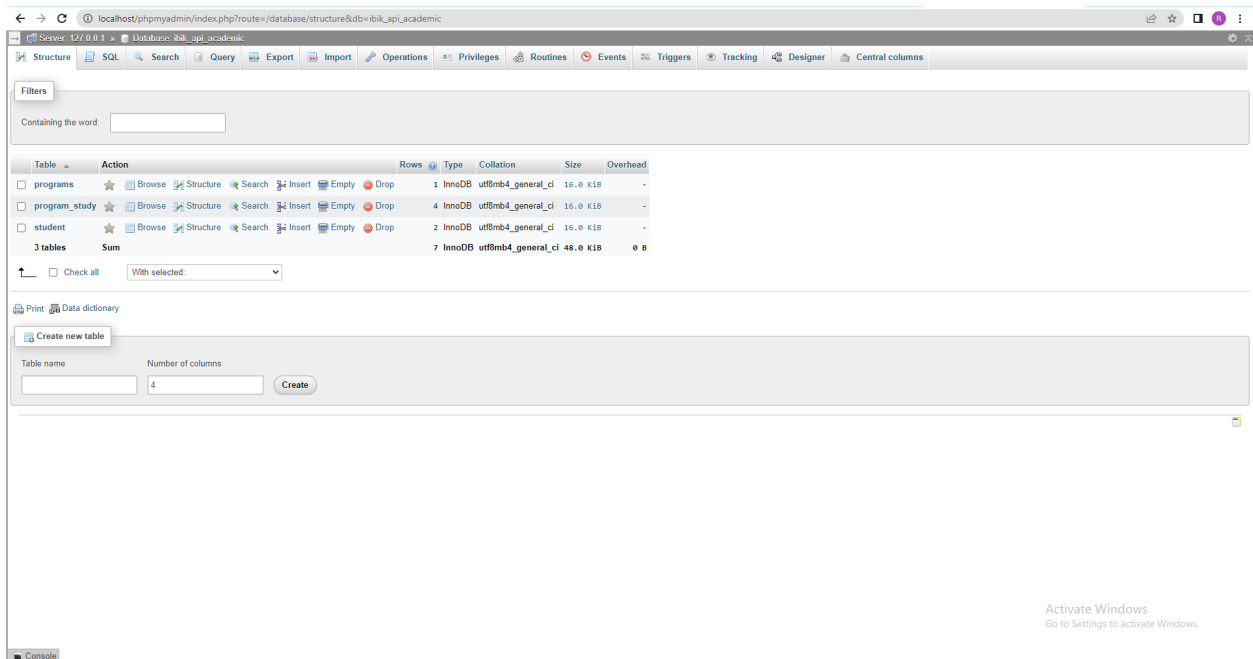 localhost/phpmyadmin/index.php?route=/database/structure&db=ibik_api_academic
Server: 127.0.0.1 » Database: ibik_api_academic
Structure SQL Search Query Export Import Operations Privileges Routines Events Triggers Tracking Designer Central columns
Filters
Containing the word:
Table Action Rows Type Collation Size Overhead
programs Browse Structure Search Insert Empty Drop 1 InnoDB utf8mb4_general_ci 16.0 KiB -
program_study Browse Structure Search Insert Empty Drop 4 InnoDB utf8mb4_general_ci 16.0 KiB -
student Browse Structure Search Insert Empty Drop 2 InnoDB utf8mb4_general_ci 16.0 KiB -
3 tables Sum 7 InnoDB utf8mb4_general_ci 48.0 KiB 0 B
Check all With selected:
Print Data dictionary
Create new table
Table name Number of columns
4 Create
Activate Windows
Go to Settings to activate Windows.
Console